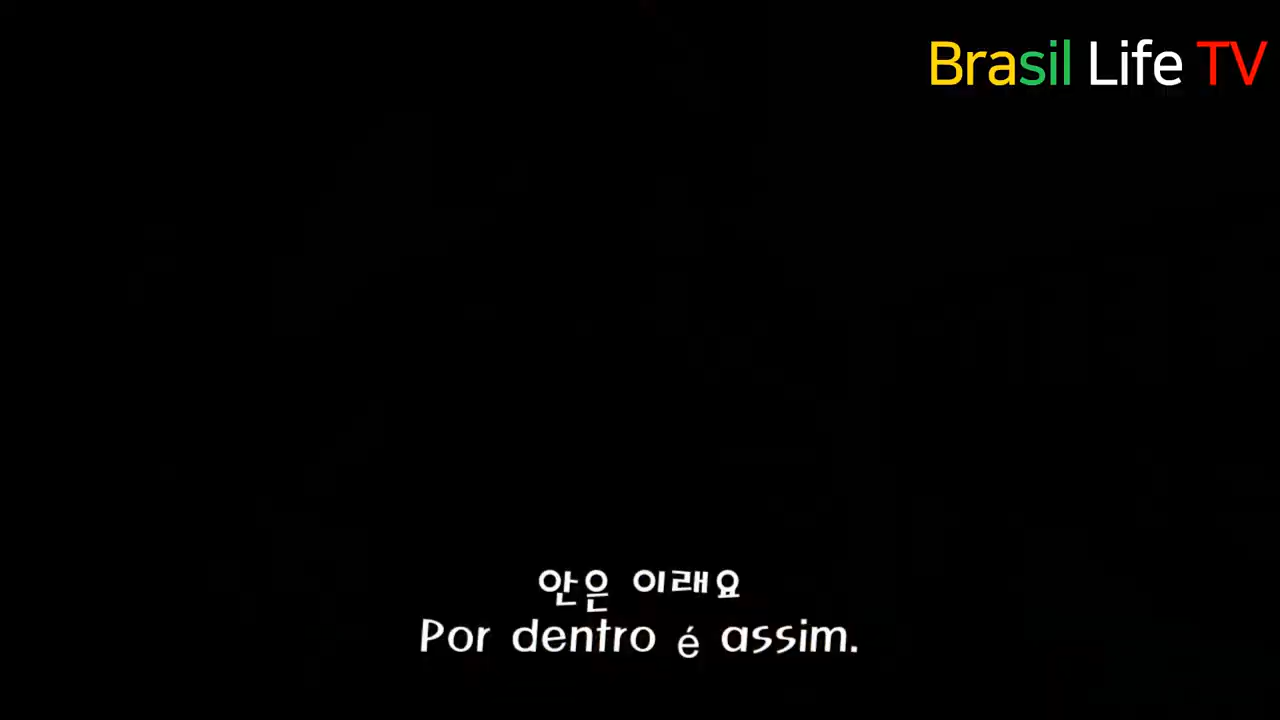 Brasil Life TV
안은 이래요
Por dentro é assim.